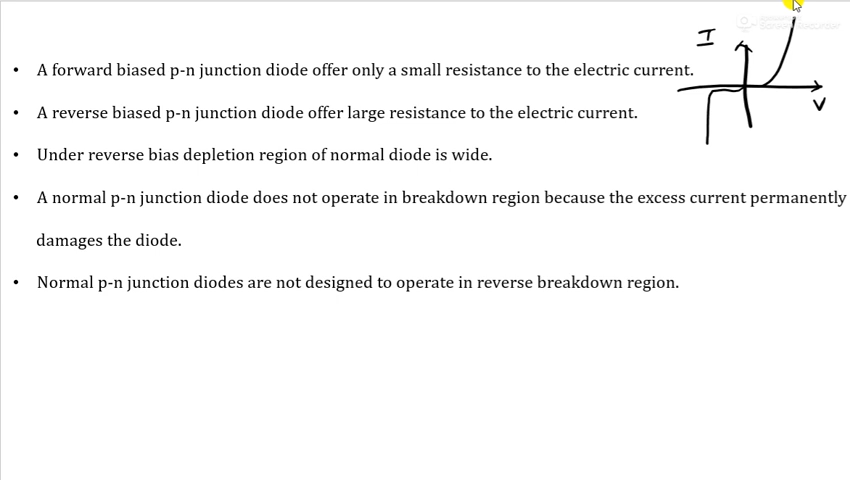 I
• A forward biased p-n junction diode offer only a small resistance to the electric current.
V
• A reverse biased p-n junction diode offer large resistance to the electric current.
• Under reverse bias depletion region of normal diode is wide.
• A normal p-n junction diode does not operate in breakdown region because the excess current permanently
damages the diode.
• Normal p-n junction diodes are not designed to operate in reverse breakdown region.